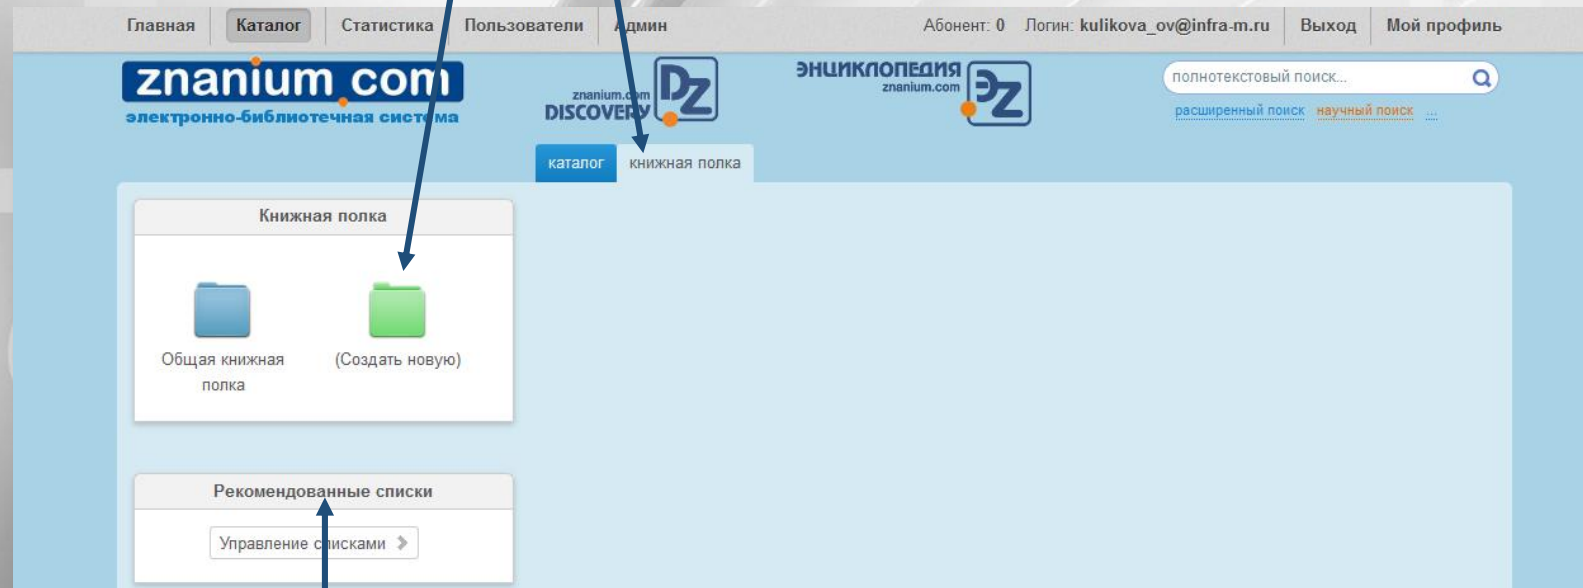 Главная Каталог Статистика Пользователи Админ Абонент: 0 Логин: kulikova_ov@infra-m.ru Выход Мой профиль
znanium.com
электронно-библиотечная система
znanium.com
DISCOVERY
DZ
ЭНЦИКЛОПЕДИЯ
znanium.com
ЭZ
полнотекстовый поиск...
расширенный поиск научный поиск ...
каталог книжная полка
Книжная полка
Общая книжная полка
(Создать новую)
Рекомендованные списки
Управление списками